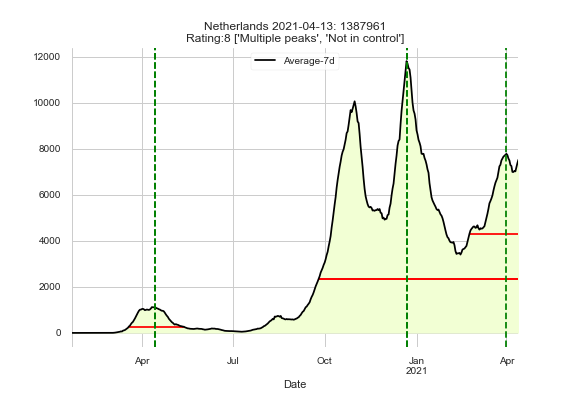 Netherlands 2021-04-13: 1387961
Rating:8 ['Multiple peaks', 'Not in control']
Average-7d
12000
10000
8000
6000
4000
2000
0
Apr
Jul
Oct
Jan
2021
Apr
Date